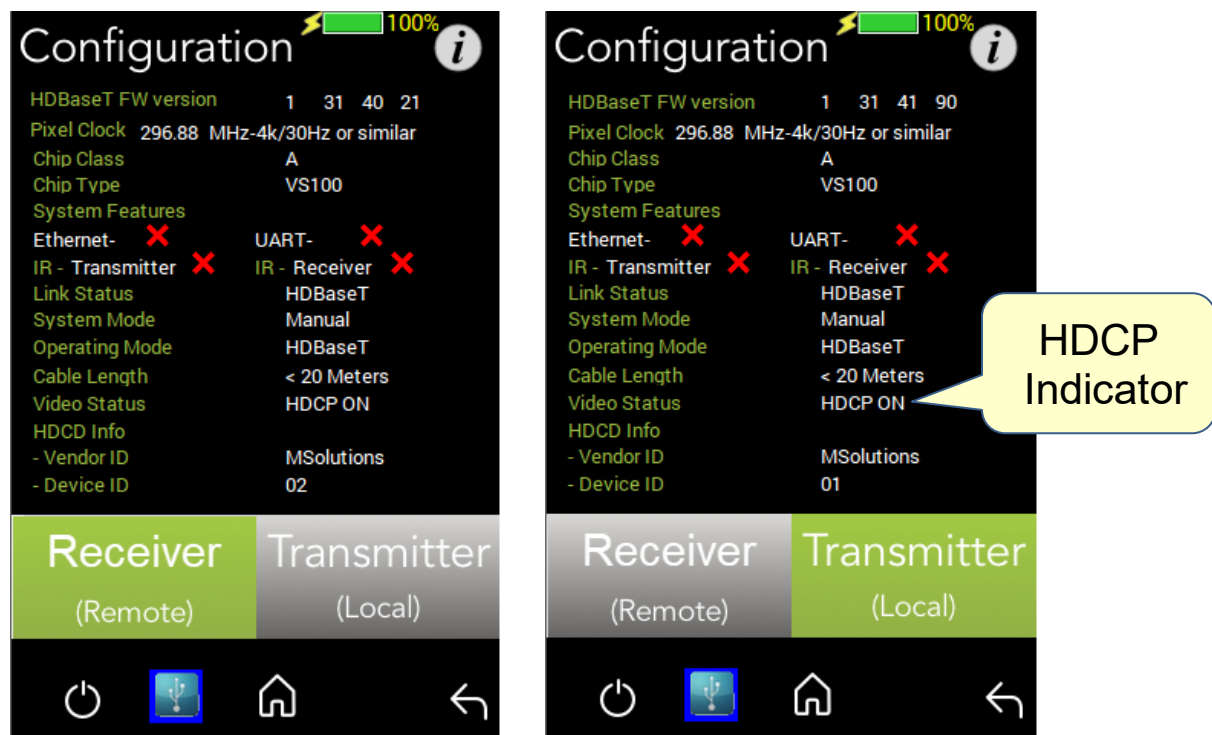 Configuration
100%
i
HDBaseT FW version 1 31 40 21
Pixel Clock 296.88 MHz-4k/30Hz or similar
Chip Class A
Chip Type VS100
System Features
Ethernet- UART-
IR - Transmitter IR - Receiver
Link Status HDBaseT
System Mode Manual
Operating Mode HDBaseT
Cable Length < 20 Meters
Video Status HDCP ON
HDCD Info
- Vendor ID MSolutions
- Device ID 02
Receiver Transmitter
(Remote) (Local)
Configuration
100%
i
HDBaseT FW version 1 31 41 90
Pixel Clock 296.88 MHz-4k/30Hz or similar
Chip Class A
Chip Type VS100
System Features
Ethernet- UART-
IR - Transmitter IR - Receiver
Link Status HDBaseT
System Mode Manual
Operating Mode HDBaseT
Cable Length < 20 Meters
Video Status HDCP ON
HDCD Info
- Vendor ID MSolutions
- Device ID 01
Receiver Transmitter
(Remote) (Local)
HDCP
Indicator